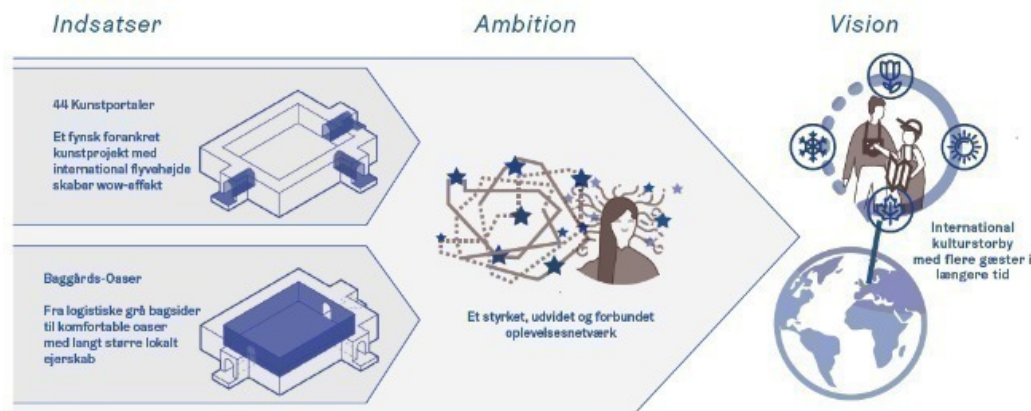 Indsatser
Ambition
Vision
44 Kunstportaler
Et fynsk forankret
kunstprojekt med
international flyvehøjde
skaber wow-effekt
Baggårds-Oaser
Fra logistiske grå bagsider
til komfortable oaser
med langt større lokalt
ejerskab
Et styrket, udvidet og forbundet
oplevelsesnetværk
International
kulturstorby
med flere gæster i
længere tid